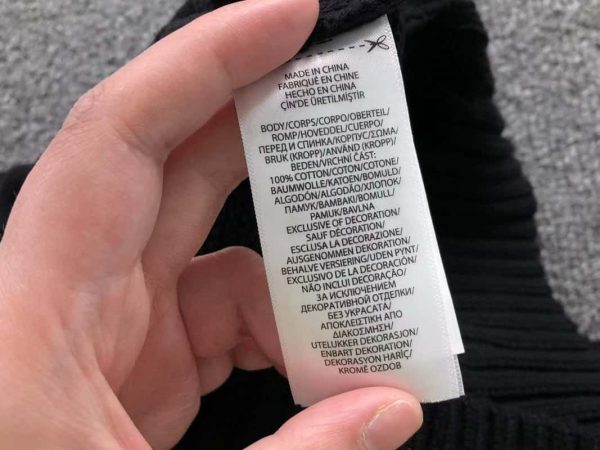 MADE IN CHINA
FABRIQUÉ EN CHINE
HECHO EN CHINA
ÇİN'DE ÜRETİLMİŞTİR
BODY/CORPS/CORPO/OBERTEIL/
ROMP/HOVEDDEL/CUERPO/
ПЕРЕД И СПИНКА/КОРПУС/ΣΩΜΑ/
BRUK (KROPP)/ANVÄND (KROPP)/
BEDEN/VRCHNÍ ČÁST:
100% COTTON/COTON/COTONE/
BAUMWOLLE/KATOEN/BOMULD/
ALGODÓN/ALGODÃO/ХЛОПОК/
ПАМУК/ΒΑΜΒΑΚΙ/BOMULL/
PAMUK/BAVLNA
EXCLUSIVE OF DECORATION/
SAUF DÉCORATION/
ESCLUSA LA DECORAZIONE/
AUSGENOMMEN DEKORATION/
BEHALVE VERSIERING/UDEN PYNT/
EXCLUSIVO DE LA DECORACIÓN/
NÃO INCLUI DECORAÇÃO/
ЗА ИСКЛЮЧЕНИЕМ
ДЕКОРАТИВНОЙ ОТДЕЛКИ/
БЕЗ УКРАСАТА/
ΑΠΟΚΛΕΙΣΤΙΚΗ ΑΠΟ
ΔΙΑΚΟΣΜΗΣΗ/
UTELUKKER DEKORASJON/
ENBART DEKORATION/
DEKORASYON HARİÇ/
KROMĚ OZDOB